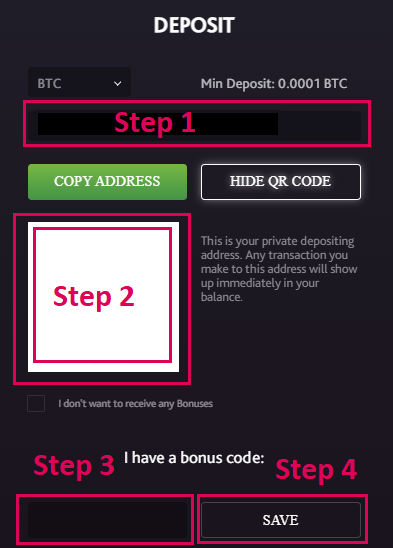 DEPOSIT
BTC
Min Deposit: 0.0001 BTC
Step 1
COPY ADDRESS
HIDE QR CODE
Step 2
This is your private depositing
address. Any transaction you
make to this address will show
up immediately in your
balance.
I don't want to receive any Bonuses
Step 3
I have a bonus code:
Step 4
SAVE